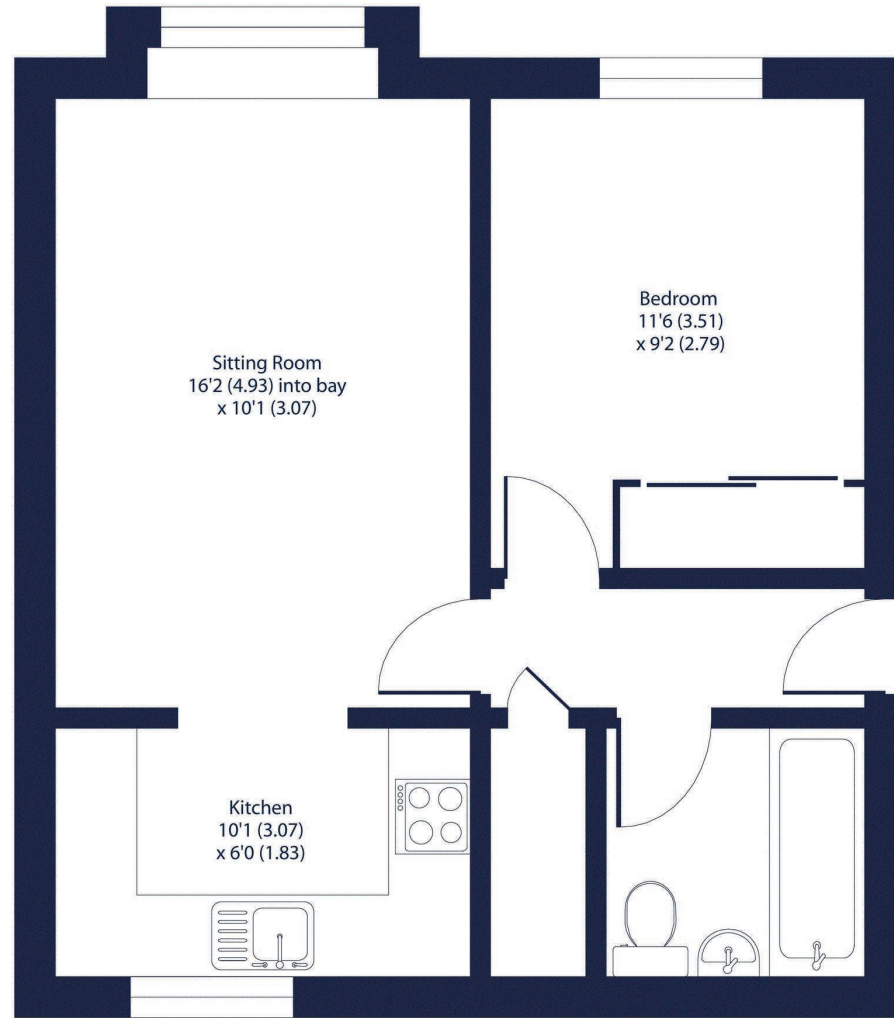 Bedroom
11'6 (3.51)
x 9'2 (2.79)
Sitting Room
16'2 (4.93) into bay
x 10'1 (3.07)
Kitchen
10'1 (3.07)
x 6'0 (1.83)